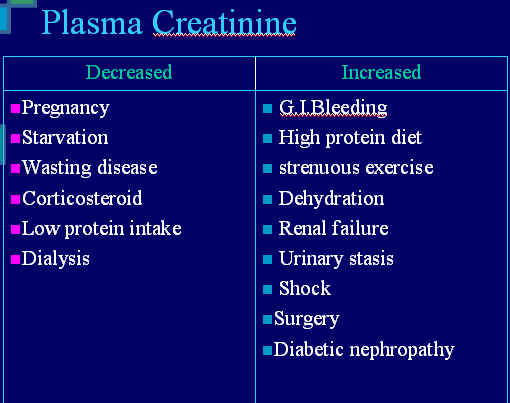 Plasma Creatinine
Decreased
Increased
Pregnancy
Starvation
Wasting disease
Corticosteroid
Low protein intake
Dialysis
G.I.Bleeding
High protein diet
strenuous exercise
Dehydration
Renal failure
Urinary stasis
Shock
Surgery
Diabetic nephropathy